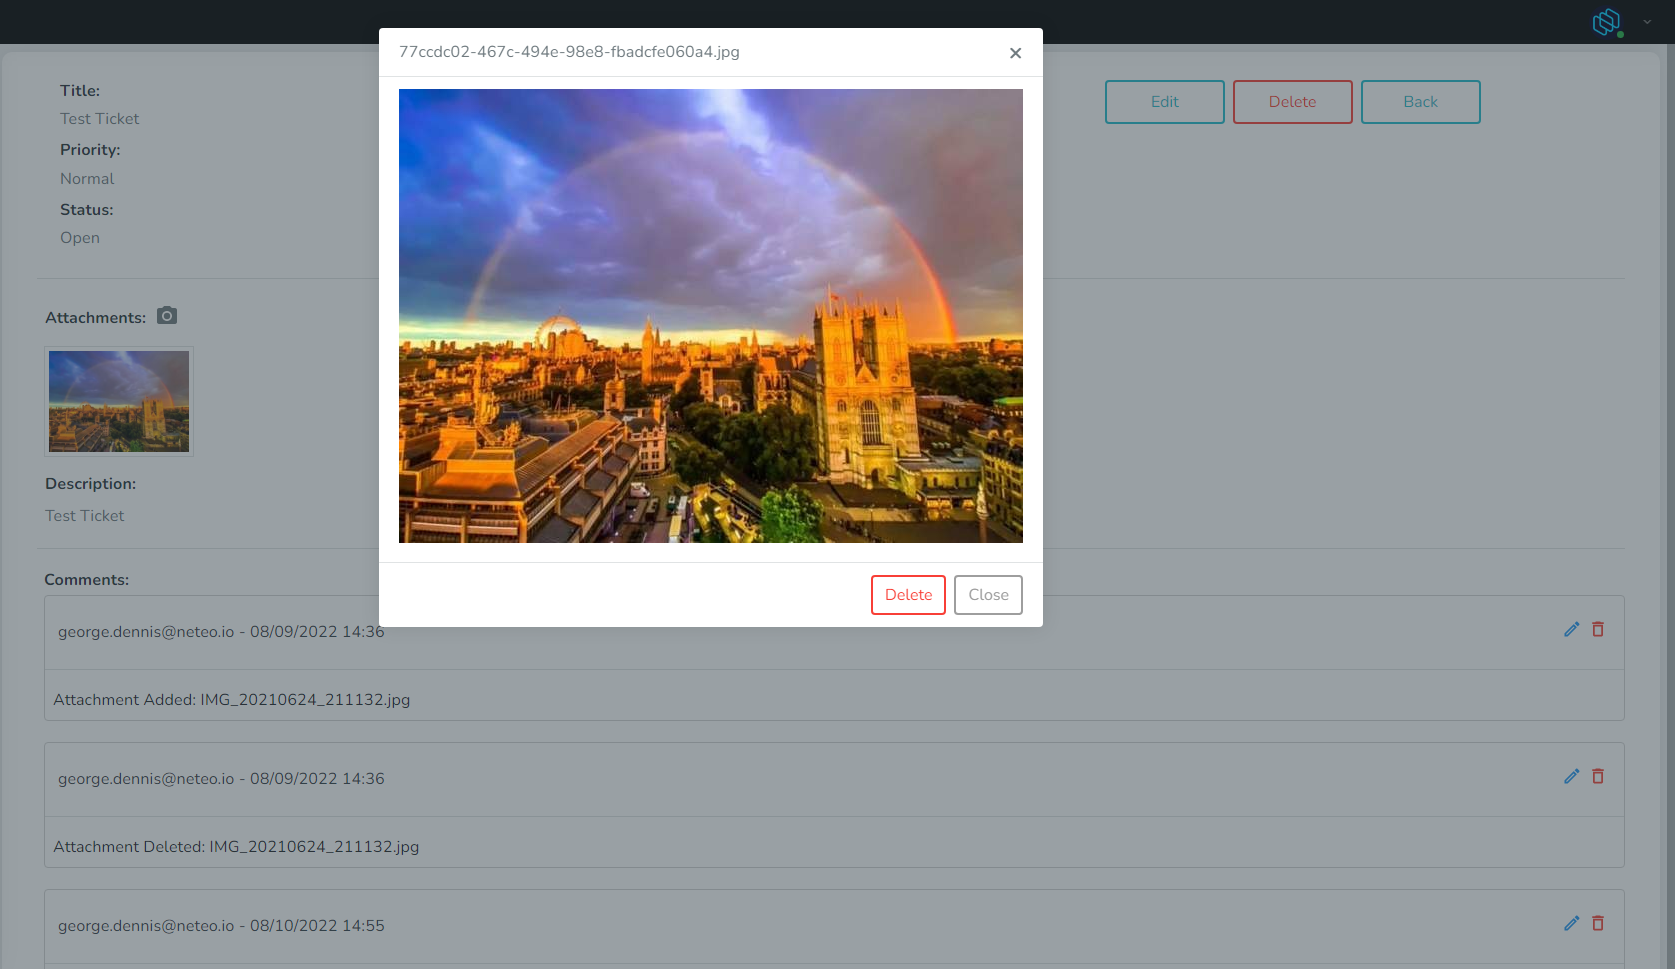 77ccdc02-467c-494e-98e8-fbadcfe060a4.jpg
Title:
Test Ticket
Priority:
Normal
Status:
Open
Edit
Delete
Back
Attachments:
Description:
Test Ticket
Delete
Close
Comments:
george.dennis@neteo.io - 08/09/2022 14:36
Attachment Added: IMG_20210624_211132.jpg
george.dennis@neteo.io - 08/09/2022 14:36
Attachment Deleted: IMG_20210624_211132.jpg
george.dennis@neteo.io - 08/10/2022 14:55